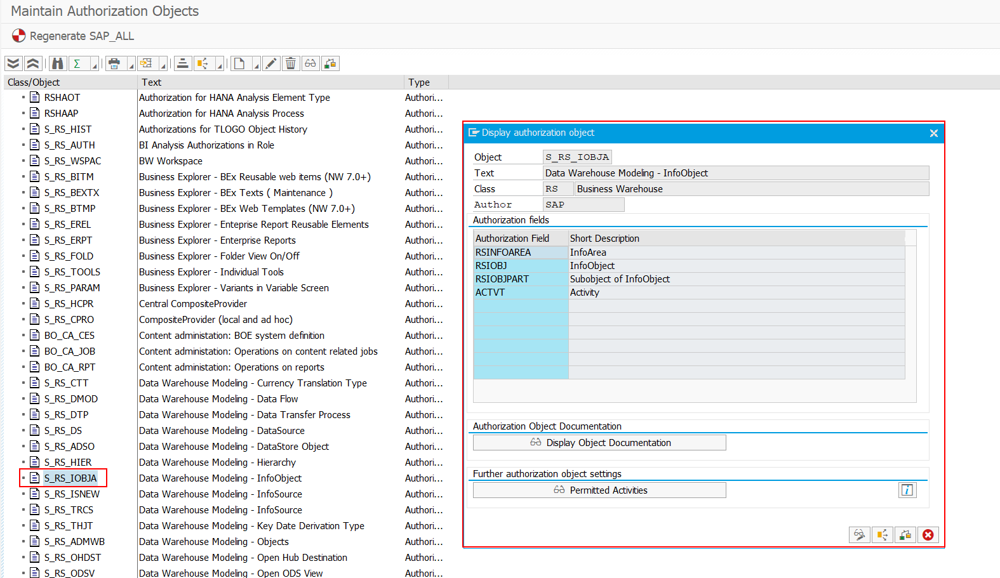 Maintain Authorization Objects
Regenerate SAP_ALL
Class/Object Text Type
RSHAOT Authorization for HANA Analysis Element Type Authori...
RSHAAP Authorization for HANA Analysis Process Authori...
S_RS_HIST Authorizations for TLOGO Object History Authori...
S_RS_AUTH BI Analysis Authorizations in Role Authori...
S_RS_WSPAC BW Workspace Authori...
S_RS_BITM Business Explorer - BEx Reusable web items (NW 7.0+) Authori...
S_RS_BEXTX Business Explorer - BEx Texts ( Maintenance ) Authori...
S_RS_BTMP Business Explorer - BEx Web Templates (NW 7.0+) Authori...
S_RS_EREL Business Explorer - Enteprise Report Reusable Elements Authori...
S_RS_ERPT Business Explorer - Enterprise Reports Authori...
S_RS_FOLD Business Explorer - Folder View On/Off Authori...
S_RS_TOOLS Business Explorer - Individual Tools Authori...
S_RS_PARAM Business Explorer - Variants in Variable Screen Authori...
S_RS_HCPR Central CompositeProvider Authori...
S_RS_CPRO CompositeProvider (local and ad hoc) Authori...
BO_CA_CES Content administation: BOE system definition Authori...
BO_CA_JOB Content administation: Operations on content related jobs Authori...
BO_CA_RPT Content administation: Operations on reports Authori...
S_RS_CTT Data Warehouse Modeling - Currency Translation Type Authori...
S_RS_DMOD Data Warehouse Modeling - Data Flow Authori...
S_RS_DTP Data Warehouse Modeling - Data Transfer Process Authori...
S_RS_DS Data Warehouse Modeling - DataSource Authori...
S_RS_ADSO Data Warehouse Modeling - DataStore Object Authori...
S_RS_HIER Data Warehouse Modeling - Hierarchy Authori...
S_RS_IOBJA Data Warehouse Modeling - InfoObject Authori...
S_RS_ISNEW Data Warehouse Modeling - InfoSource Authori...
S_RS_TRCS Data Warehouse Modeling - InfoSource Authori...
S_RS_THJT Data Warehouse Modeling - Key Date Derivation Type Authori...
S_RS_ADMWB Data Warehouse Modeling - Objects Authori...
S_RS_OHDST Data Warehouse Modeling - Open Hub Destination Authori...
S_RS_ODSV Data Warehouse Modeling - Open ODS View Authori...
Display authorization object
Object S_RS_IOBJA
Text Data Warehouse Modeling - InfoObject
Class RS Business Warehouse
Author SAP
Authorization fields
Authorization Field Short Description
RSINFOAREA InfoArea
RSIOBJ InfoObject
RSIOBJPART Subobject of InfoObject
ACTVT Activity
Authorization Object Documentation
Display Object Documentation
Further authorization object settings
Permitted Activities